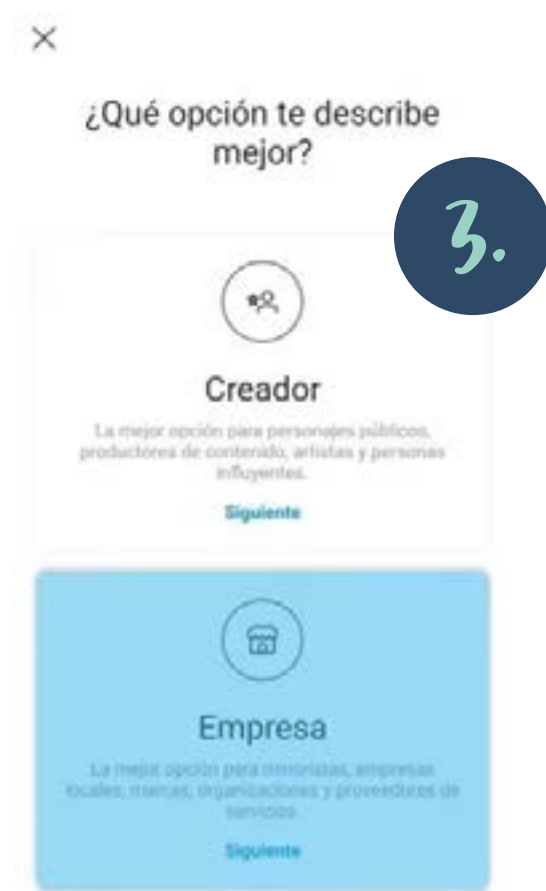 ¿Qué opción te describe
mejor?
3.
Creador
La mejor opción para personajes públicos,
productores de contenido, artistas y personas
influyentes.
Siguiente
Empresa
La mejor opción para minoristas, empresas
locales, marcas, organizaciones y proveedores de
servicios.
Siguiente